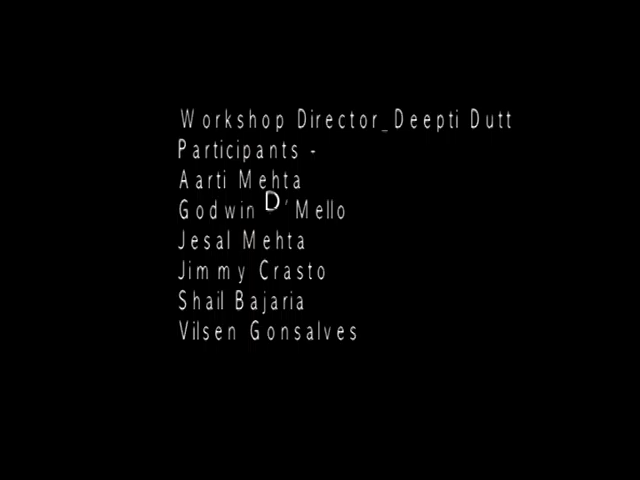 Workshop Director_Deepti Dutt
Participants -
Aarti Mehta
Godwin D'Mello
Jesal Mehta
Jimmy Crasto
Shail Bajaria
Vilsen Gonsalves